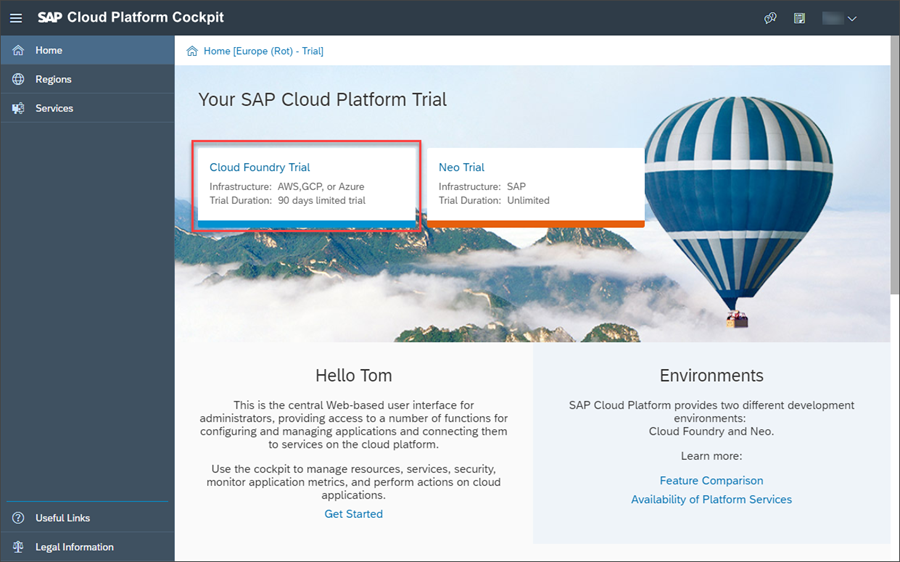 SAP Cloud Platform Cockpit
Home
Regions
Services
Useful Links
Legal Information
Home [Europe (Rot) - Trial]
Your SAP Cloud Platform Trial
Cloud Foundry Trial
Infrastructure: AWS,GCP, or Azure
Trial Duration: 90 days limited trial
Neo Trial
Infrastructure: SAP
Trial Duration: Unlimited
Hello Tom
This is the central Web-based user interface for
administrators, providing access to a number of functions for
configuring and managing applications and connecting them
to services on the cloud platform.
Use the cockpit to manage resources, services, security,
monitor application metrics, and perform actions on cloud
applications.
Get Started
Environments
SAP Cloud Platform provides two different development
environments:
Cloud Foundry and Neo.
Learn more:
Feature Comparison
Availability of Platform Services